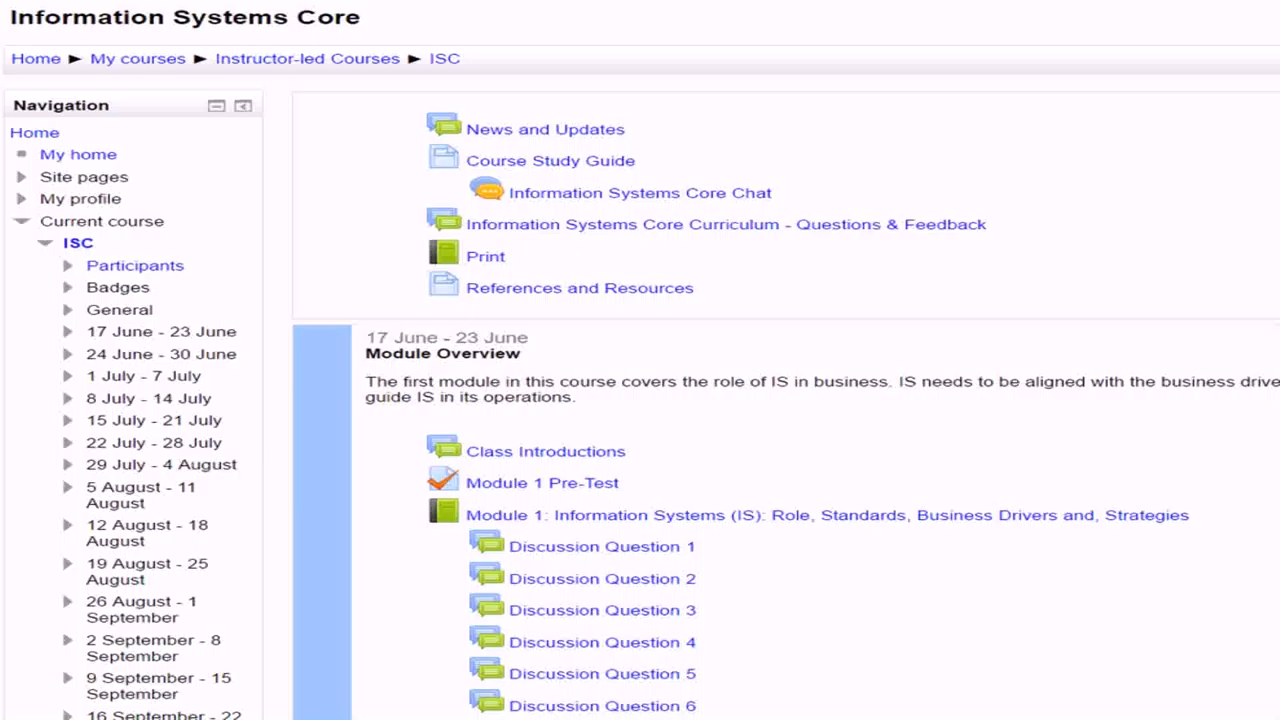 Information Systems Core
Home ► My courses ► Instructor-led Courses ► ISC
Navigation
Home
My home
Site pages
My profile
Current course
ISC
Participants
Badges
General
17 June - 23 June
24 June - 30 June
1 July - 7 July
8 July - 14 July
15 July - 21 July
22 July - 28 July
29 July - 4 August
5 August - 11
August
12 August - 18
August
19 August - 25
August
26 August - 1
September
2 September - 8
September
9 September - 15
September
16 September - 22
News and Updates
Course Study Guide
Information Systems Core Chat
Information Systems Core Curriculum - Questions & Feedback
Print
References and Resources
17 June - 23 June
Module Overview
The first module in this course covers the role of IS in business. IS needs to be aligned with the business drive
guide IS in its operations.
Class Introductions
Module 1 Pre-Test
Module 1: Information Systems (IS): Role, Standards, Business Drivers and, Strategies
Discussion Question 1
Discussion Question 2
Discussion Question 3
Discussion Question 4
Discussion Question 5
Discussion Question 6